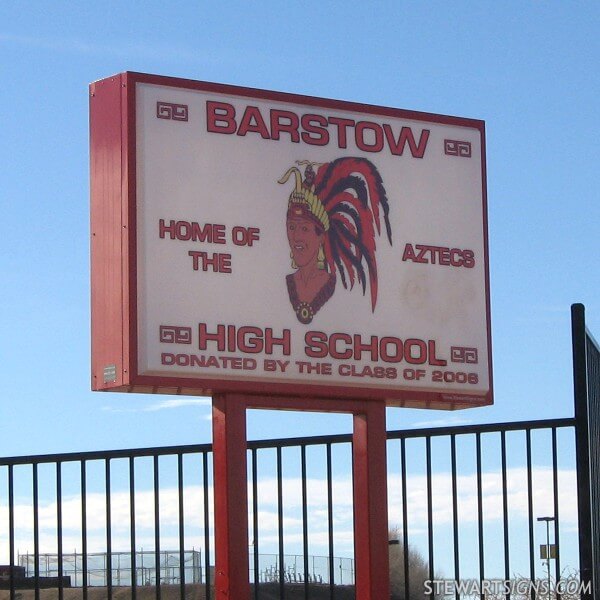 BARSTOW
HOME OF
THE
AZTECS
HIGH SCHOOL
DONATED BY THE CLASS OF 2006
STEWARTSIGNS.COM